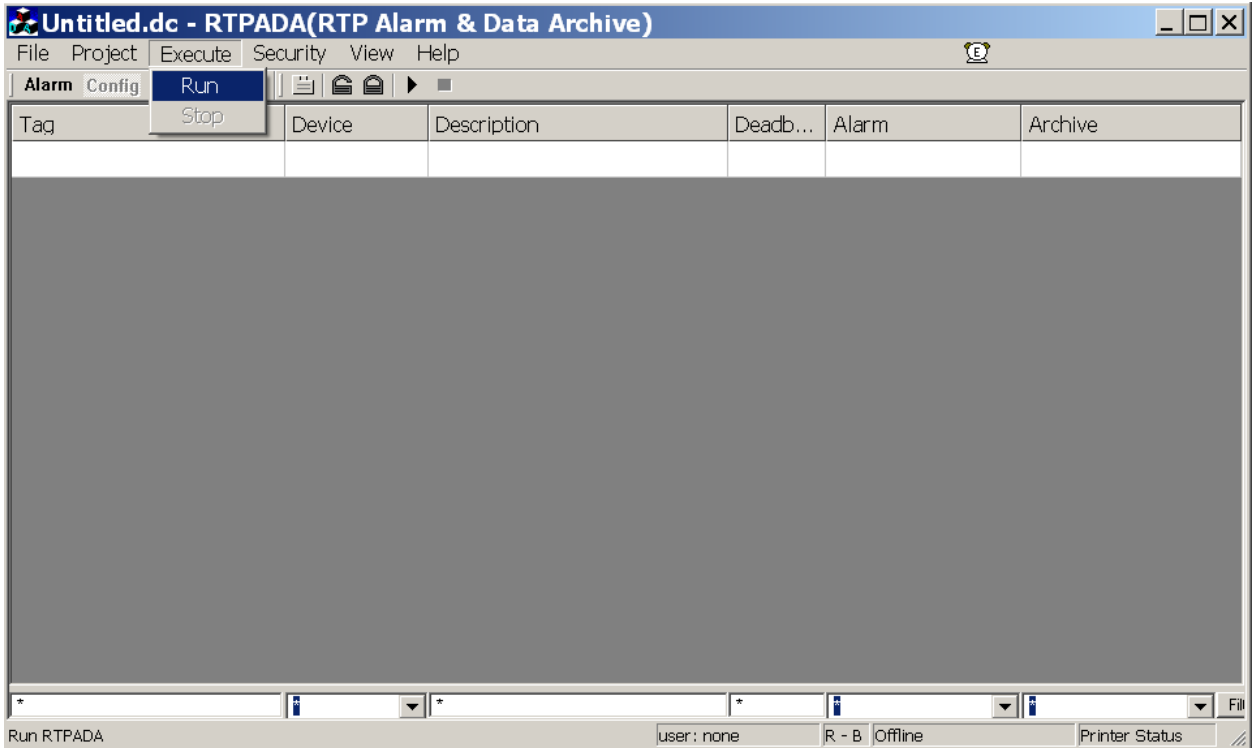 Untitled.dc - RTPADA(RTP Alarm & Data Archive)
File Project Execute Security View Help
Alarm Config
Run
Stop
Tag Device Description Deadb... Alarm Archive
* * * * * * Fil
Run RTPADA user: none R - B Offline Printer Status